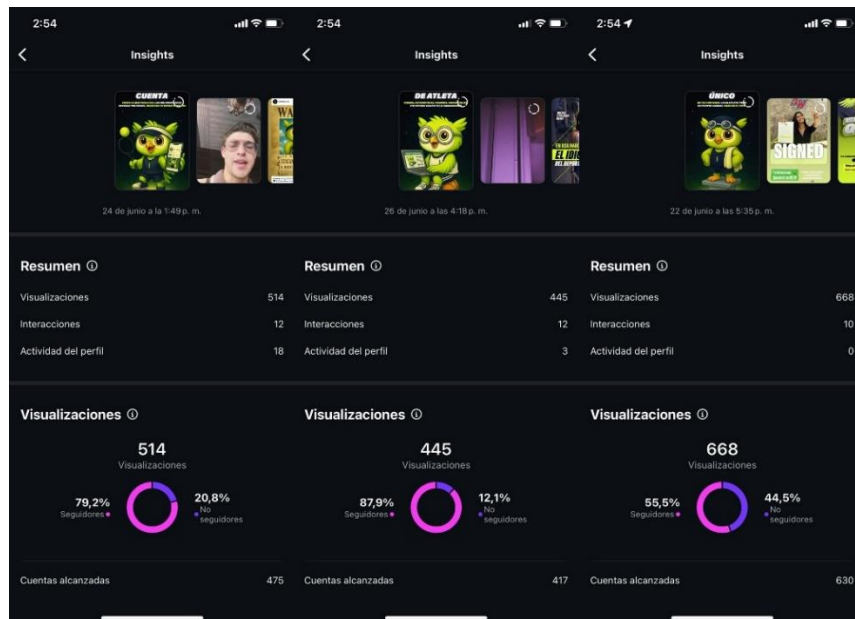 2:54
Insights
CUENTA
24 de junio a la 1:49 p. m.
Resumen
Visualizaciones 514
Interacciones 12
Actividad del perfil 18
Visualizaciones
514
Visualizaciones
79,2%
Seguidores
20,8%
No
seguidores
Cuentas alcanzadas 475
2:54
Insights
DE ATLETA
EL IDI
26 de junio a las 4:18 p. m.
Resumen
Visualizaciones 445
Interacciones 12
Actividad del perfil 3
Visualizaciones
445
Visualizaciones
87,9%
Seguidores
12,1%
No
seguidores
Cuentas alcanzadas 417
2:54
Insights
ÚNICO
SIGNED
22 de junio a las 5:35 p. m.
Resumen
Visualizaciones 668
Interacciones 10
Actividad del perfil 0
Visualizaciones
668
Visualizaciones
55,5%
Seguidores
44,5%
No
seguidores
Cuentas alcanzadas 630